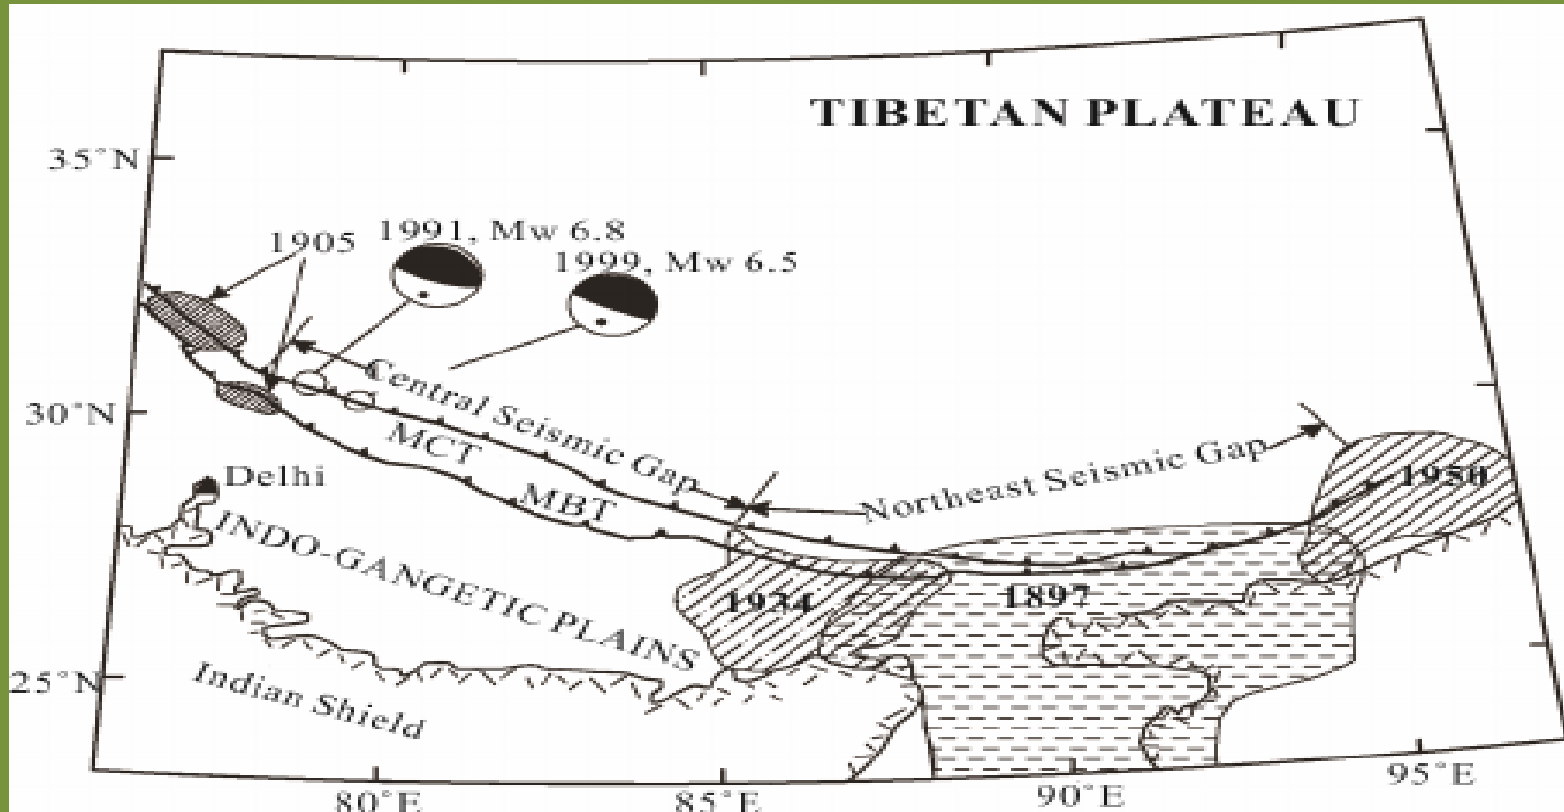 TIBETAN PLATEAU
35°N
1905
1991, Mw 6.8
1999, Mw 6.5
Central Seismic Gap
30°N
MCT
Northeast Seismic Gap
1950
Delhi
MBT
INDO-GANGETIC PLAINS
1934
1897
25°N
Indian Shield
80°E
85°E
90°E
95°E